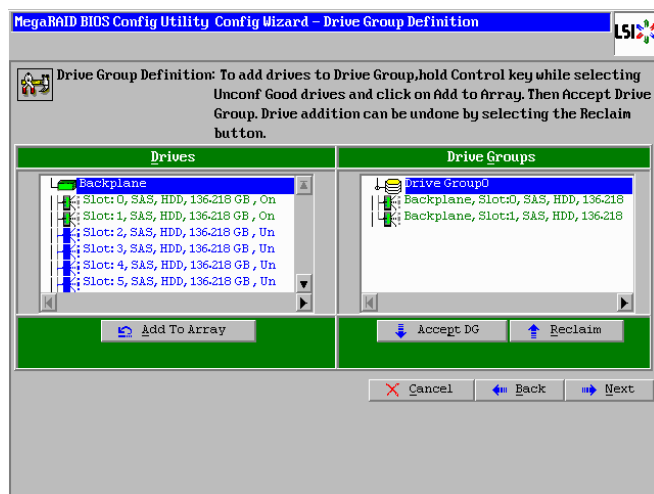 MegaRAID BIOS Config Utility Config Wizard – Drive Group Definition
LSI
Drive Group Definition: To add drives to Drive Group,hold Control key while selecting
Unconf Good drives and click on Add to Array. Then Accept Drive
Group. Drive addition can be undone by selecting the Reclaim
button.
Drives
Backplane
Slot: 0, SAS, HDD, 136.218 GB , On
Slot: 1, SAS, HDD, 136.218 GB , On
Slot: 2, SAS, HDD, 136.218 GB , Un
Slot: 3, SAS, HDD, 136.218 GB , Un
Slot: 4, SAS, HDD, 136.218 GB , Un
Slot: 5, SAS, HDD, 136.218 GB , Un
Add To Array
Drive Groups
Drive Group0
Backplane, Slot:0, SAS, HDD, 136.218
Backplane, Slot:1, SAS, HDD, 136.218
Accept DG
Reclaim
Cancel
Back
Next